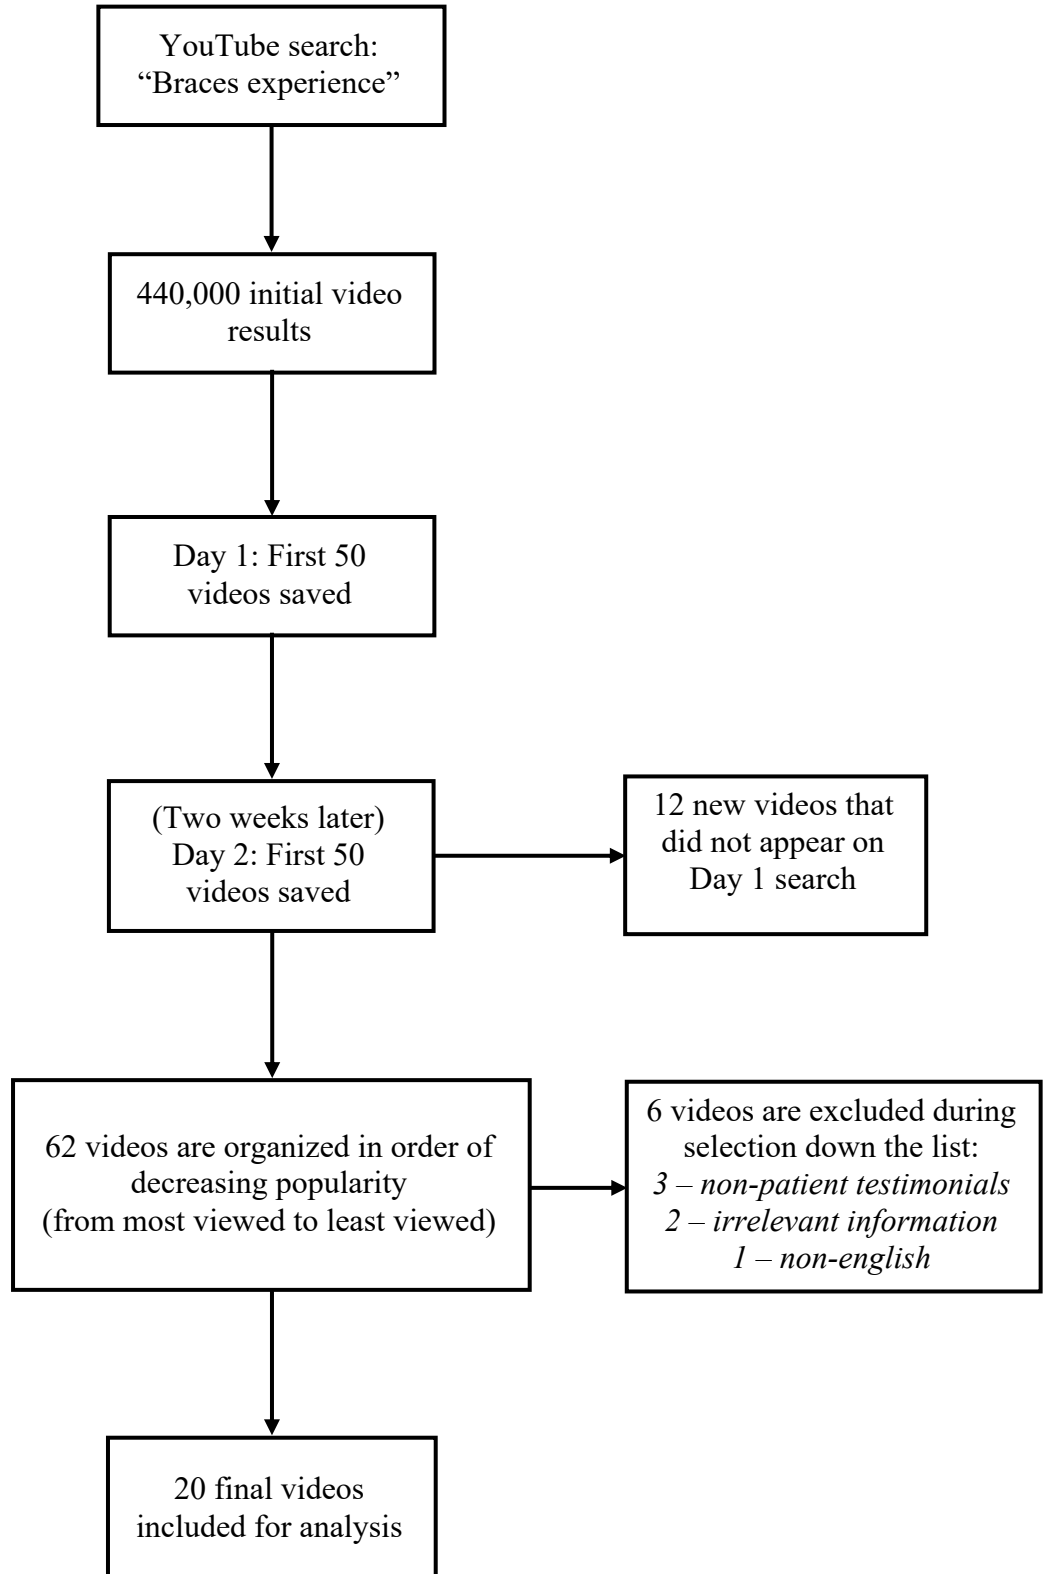 YouTube search:
“Braces experience”
440,000 initial video
results
Day 1: First 50
videos saved
(Two weeks later)
Day 2: First 50
videos saved
12 new videos that
did not appear on
Day 1 search
62 videos are organized in order of
decreasing popularity
(from most viewed to least viewed)
6 videos are excluded during
selection down the list:
3 – non-patient testimonials
2 – irrelevant information
1 – non-english
20 final videos
included for analysis